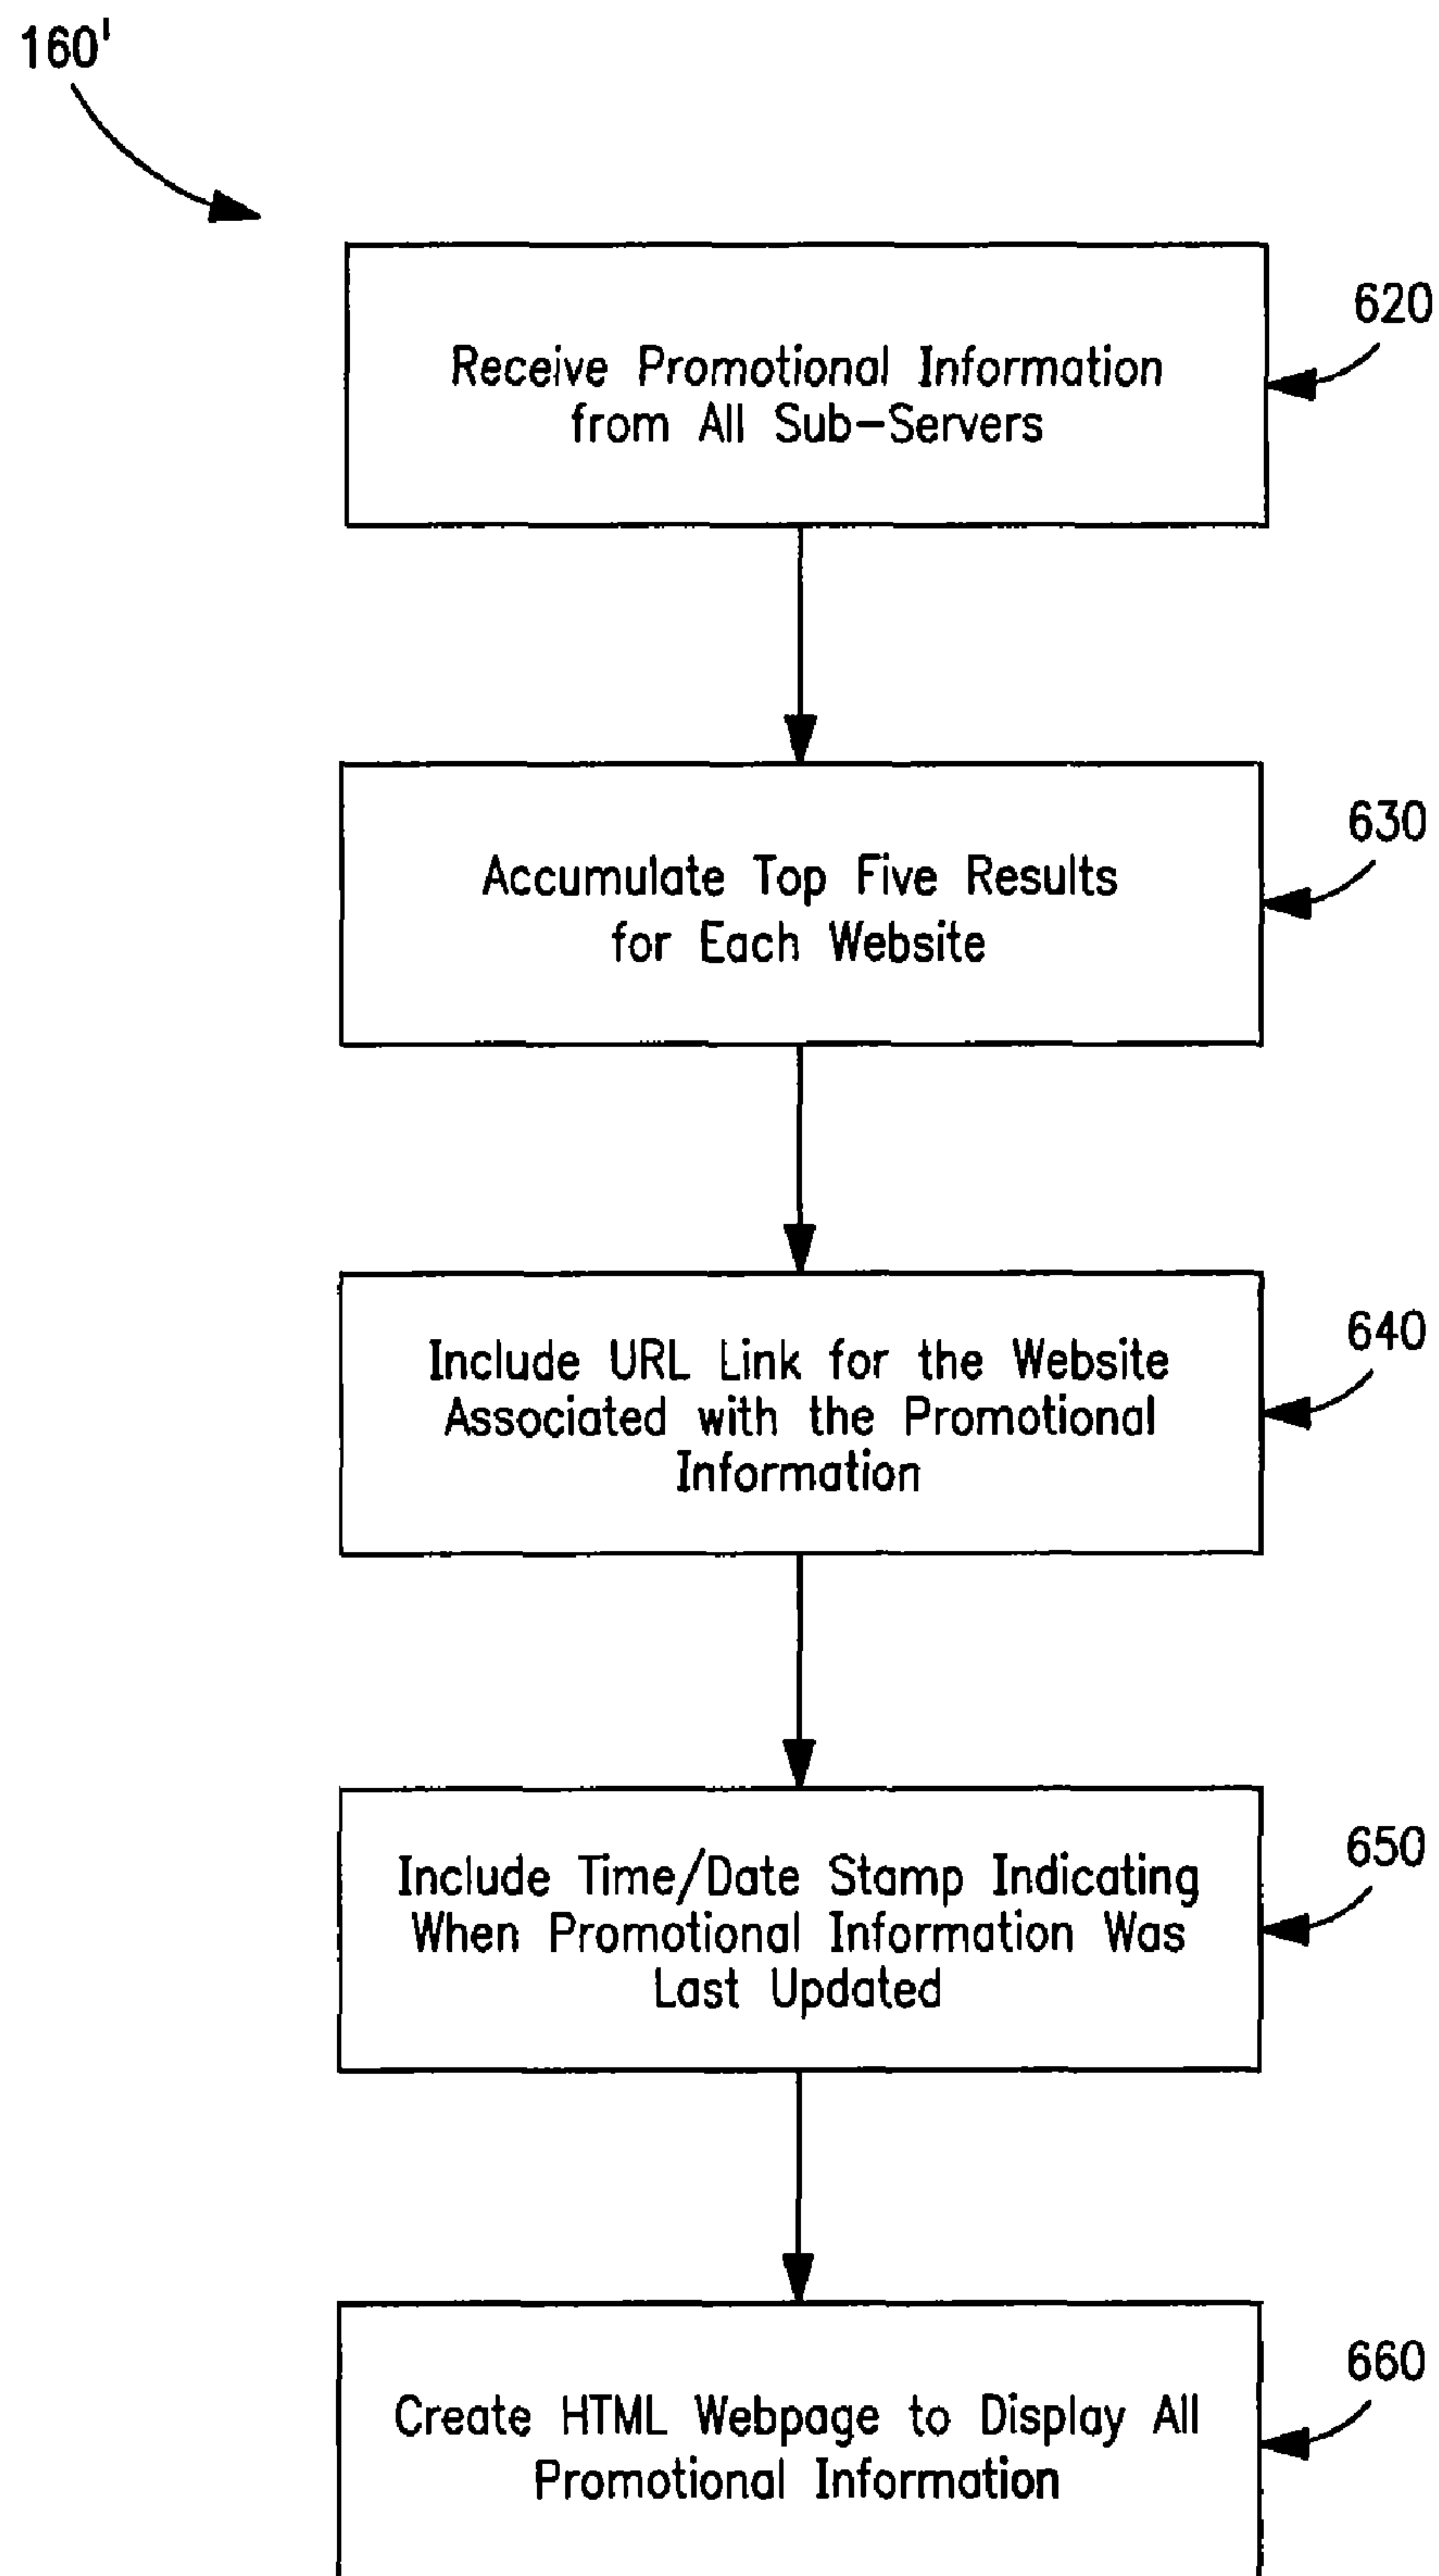 160'
620
Receive Promotional Information
from All Sub-Servers
630
Accumulate Top Five Results
for Each Website
640
Include URL Link for the Website
Associated with the Promotional
Information
650
Include Time/Date Stamp Indicating
When Promotional Information Was
Last Updated
660
Create HTML Webpage to Display All
Promotional Information